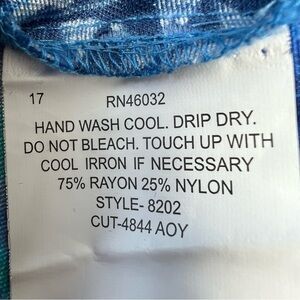 17 RN46032
HAND WASH COOL. DRIP DRY.
DO NOT BLEACH. TOUCH UP WITH
COOL IRRON IF NECESSARY
75% RAYON 25% NYLON
STYLE- 8202
CUT-4844 AOY